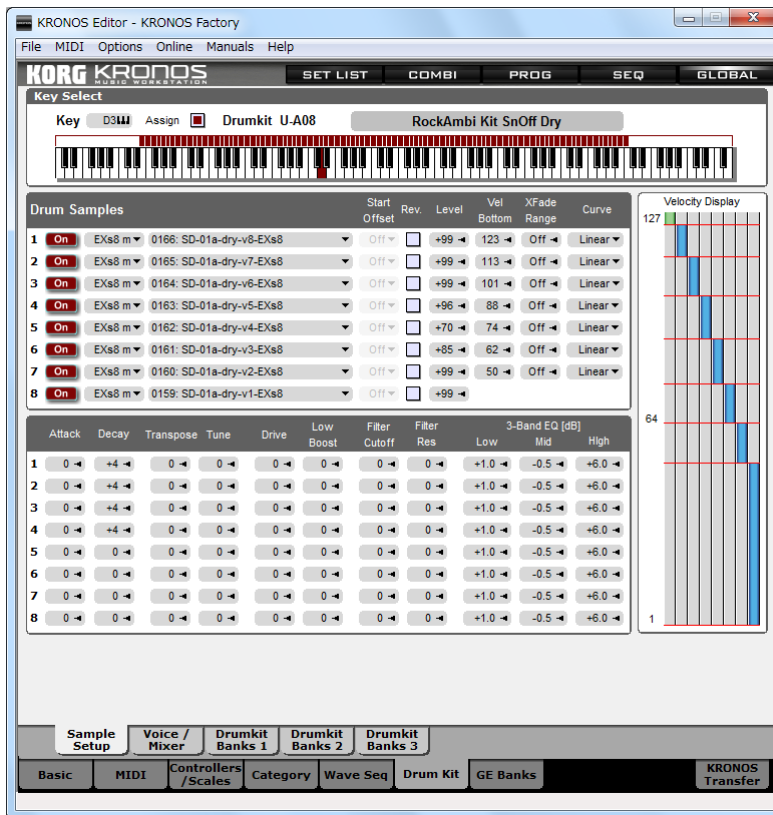 KRONOS Editor - KRONOS Factory
File MIDI Options Online Manuals Help
KORG KRONOS
MUSIC WORKSTATION
SET LIST COMBI PROG SEQ GLOBAL
Key Select
Key D3 Assign Drumkit U-A08 RockAmbi Kit SnOff Dry
Drum Samples Start Offset Rev. Level Vel Bottom XFade Range Curve
1 On EXs8 m 0166: SD-01a-dry-v8-EXs8 Off +99 123 Off Linear
2 On EXs8 m 0165: SD-01a-dry-v7-EXs8 Off +99 113 Off Linear
3 On EXs8 m 0164: SD-01a-dry-v6-EXs8 Off +99 101 Off Linear
4 On EXs8 m 0163: SD-01a-dry-v5-EXs8 Off +96 88 Off Linear
5 On EXs8 m 0162: SD-01a-dry-v4-EXs8 Off +70 74 Off Linear
6 On EXs8 m 0161: SD-01a-dry-v3-EXs8 Off +85 62 Off Linear
7 On EXs8 m 0160: SD-01a-dry-v2-EXs8 Off +99 50 Off Linear
8 On EXs8 m 0159: SD-01a-dry-v1-EXs8 Off +99
Velocity Display
127
64
1
Attack Decay Transpose Tune Drive Low Boost Filter Cutoff Filter Res 3-Band EQ [dB] Low Mid High
1 0 +4 0 0 0 0 0 0 +1.0 -0.5 +6.0
2 0 +4 0 0 0 0 0 0 +1.0 -0.5 +6.0
3 0 +4 0 0 0 0 0 0 +1.0 -0.5 +6.0
4 0 +4 0 0 0 0 0 0 +1.0 -0.5 +6.0
5 0 0 0 0 0 0 0 0 +1.0 -0.5 +6.0
6 0 0 0 0 0 0 0 0 +1.0 -0.5 +6.0
7 0 0 0 0 0 0 0 0 +1.0 -0.5 +6.0
8 0 0 0 0 0 0 0 0 +1.0 -0.5 +6.0
Sample Setup Voice / Mixer Drumkit Banks 1 Drumkit Banks 2 Drumkit Banks 3
Basic MIDI Controllers /Scales Category Wave Seq Drum Kit GE Banks KRONOS Transfer